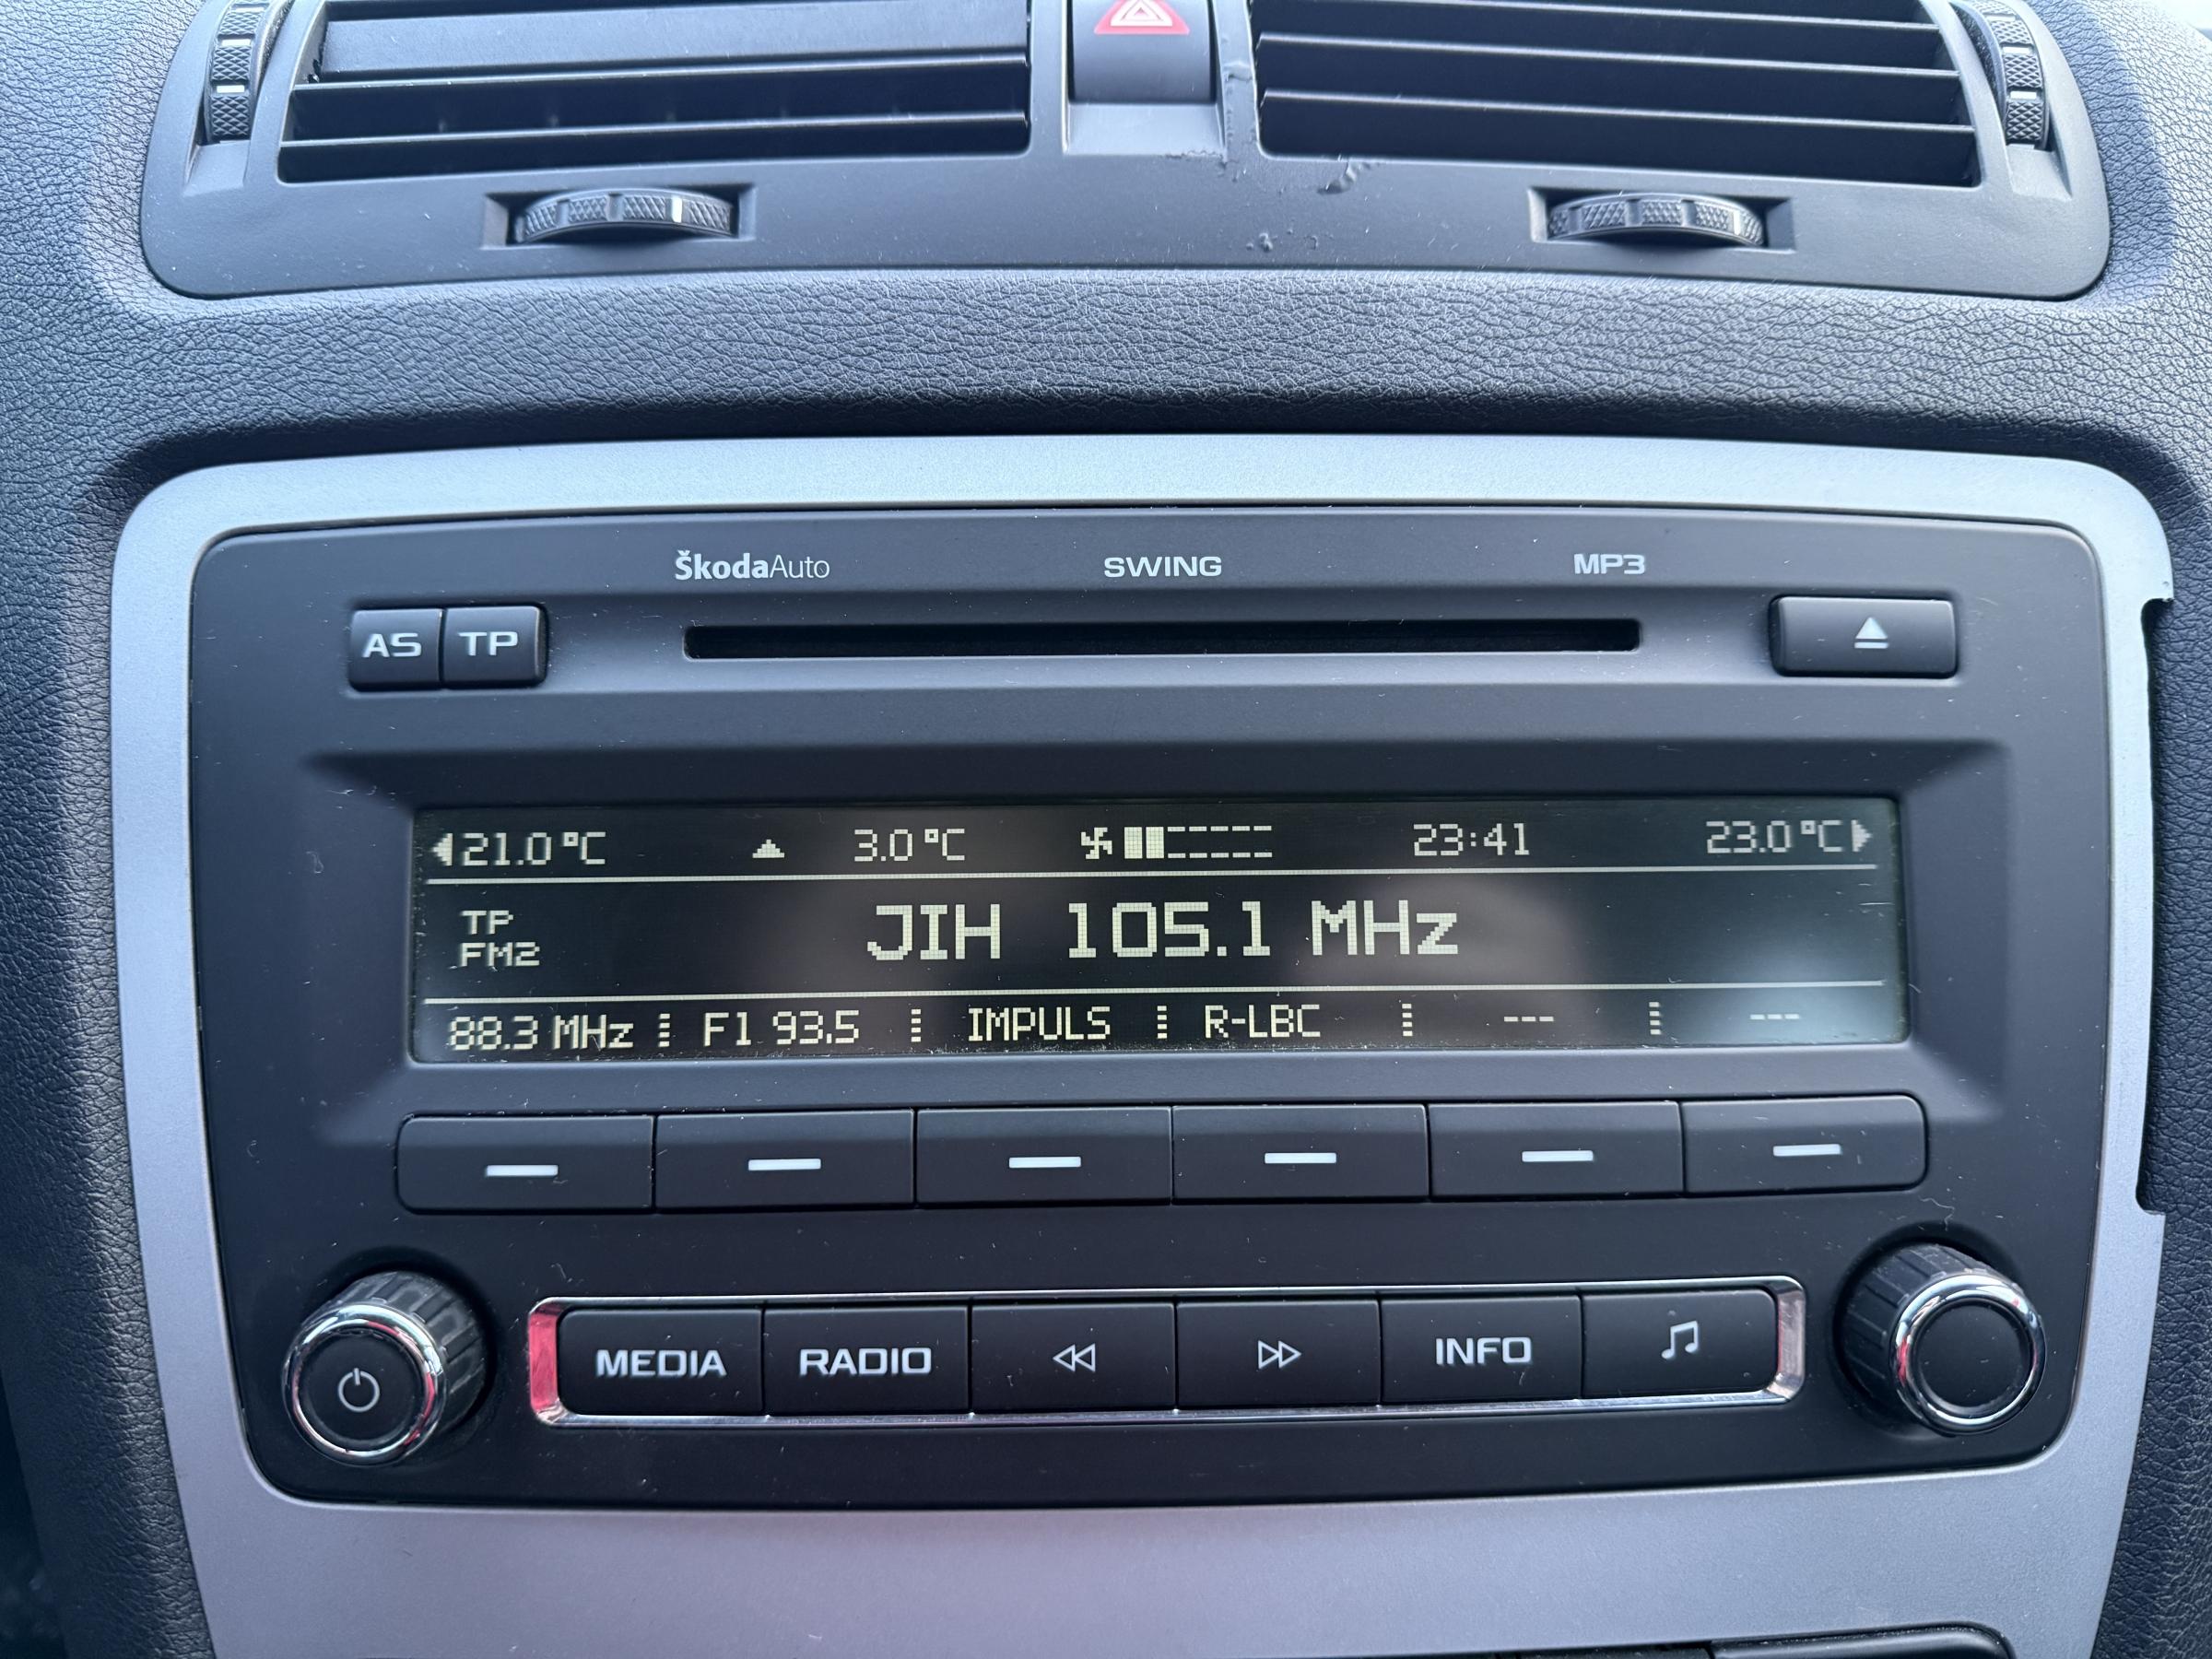 ŠkodaAuto SWING MP3
AS TP
21.0°C 3.0°C 23:41 23.0°C
TP
FM2
JIH 105.1 MHz
88.3 MHz F1 93.5 IMPULS R-LBC --- ---
MEDIA RADIO INFO